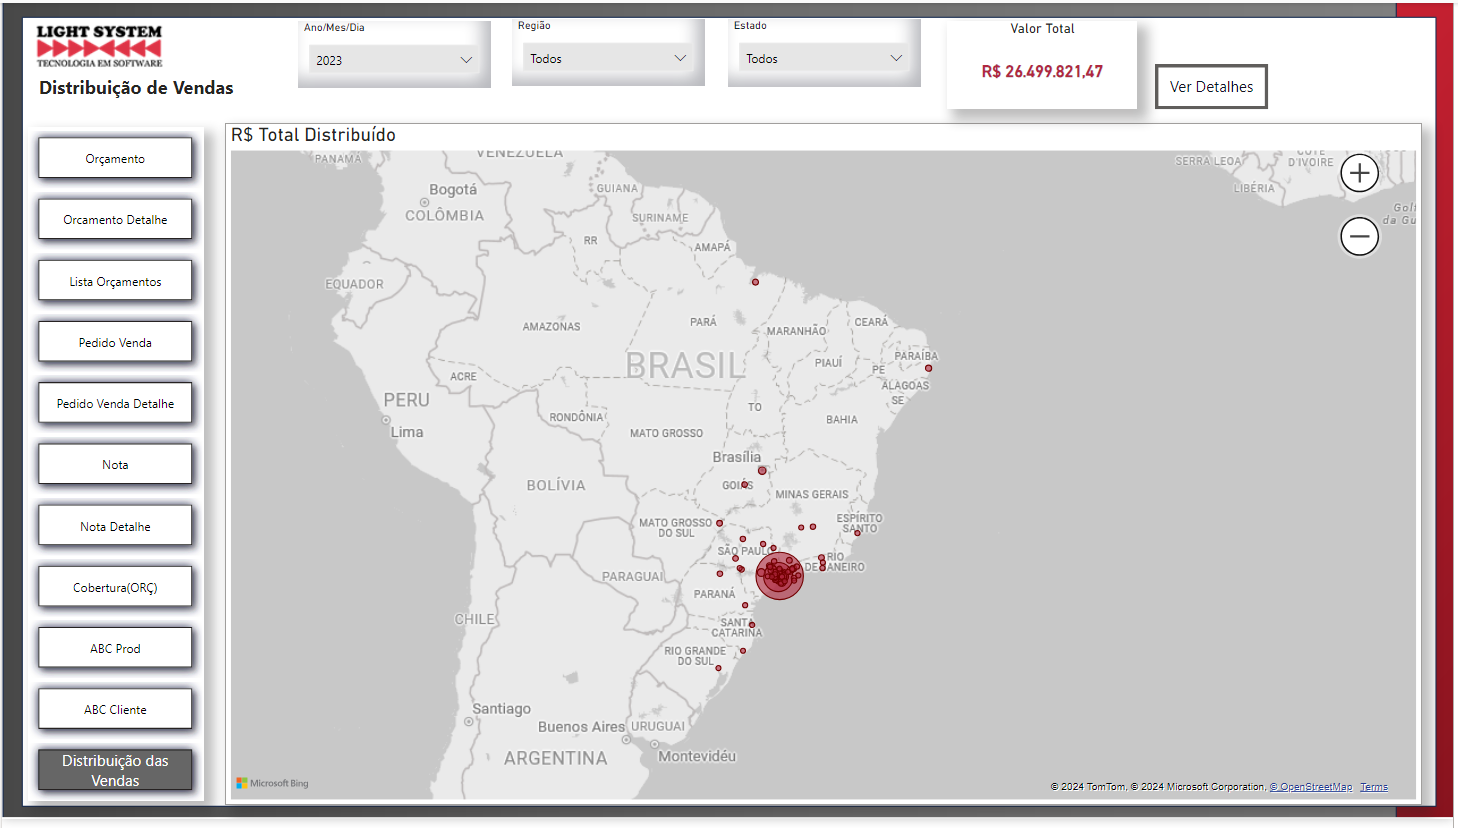 LIGHT SYSTEM
TECNOLOGIA EM SOFTWARE
Distribuição de Vendas
Ano/Mes/Dia
2023
Região
Todos
Estado
Todos
Valor Total
R$ 26.499.821,47
Ver Detalhes
Orçamento
Orcamento Detalhe
Lista Orçamentos
Pedido Venda
Pedido Venda Detalhe
Nota
Nota Detalhe
Cobertura(ORÇ)
ABC Prod
ABC Cliente
Distribuição das
Vendas
R$ Total Distribuído
PANAMÁ
VENEZUELA
Bogotá
COLÔMBIA
GUIANA
SURINAME
RR
AMAPÁ
SERRA LEOA
CÔTE
D'IVOIRE
LIBÉRIA
Golf
da Gu
EQUADOR
AMAZONAS
PARÁ
MARANHÃO
CEARÁ
BRASIL
PIAUÍ
PARAÍBA
PE
ALAGOAS
SE
ACRE
PERU
Lima
RONDÔNIA
TO
MATO GROSSO
BAHIA
Brasília
GOIÁS
BOLÍVIA
MINAS GERAIS
MATO GROSSO
DO SUL
ESPÍRITO
SANTO
SÃO PAULO
RIO
DE JANEIRO
PARAGUAI
PARANÁ
CHILE
SANTA
CATARINA
RIO GRANDE
DO SUL
Santiago
Buenos Aires
URUGUAI
ARGENTINA
Montevidéu
Microsoft Bing
© 2024 TomTom, © 2024 Microsoft Corporation, © OpenStreetMap Terms